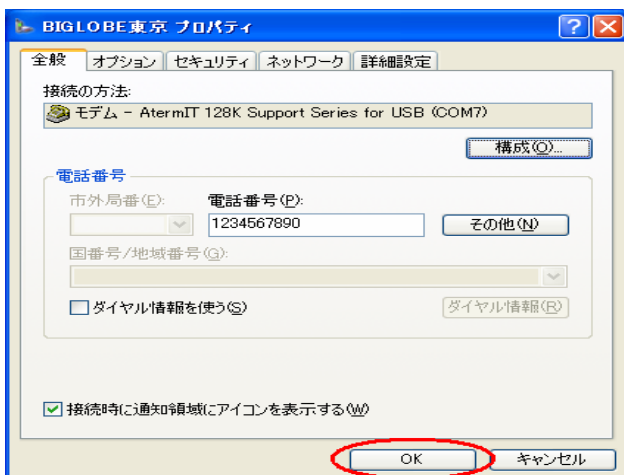 BIGLOBE東京 プロパティ
全般 オプション セキュリティ ネットワーク 詳細設定
接続の方法:
モデム - AtermIT 128K Support Series for USB (COM7)
構成(O)...
電話番号
市外局番(E): 電話番号(P):
1234567890 その他(N)
国番号/地域番号(G):
ダイヤル情報を使う(S) ダイヤル情報(R)
接続時に通知領域にアイコンを表示する(W)
OK キャンセル